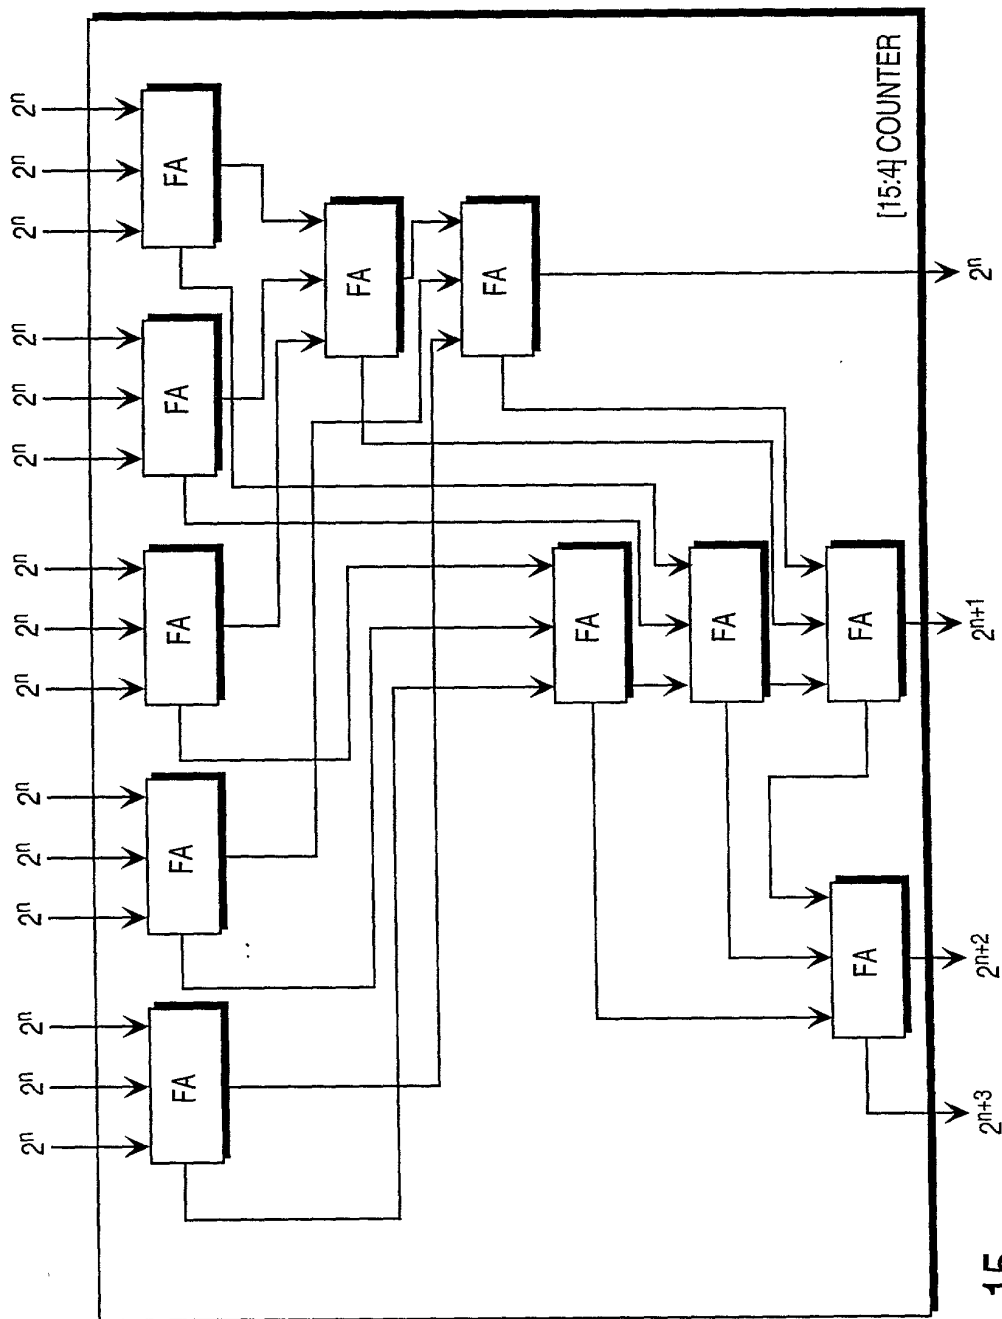 2ⁿ 2ⁿ 2ⁿ 2ⁿ 2ⁿ 2ⁿ 2ⁿ 2ⁿ 2ⁿ 2ⁿ 2ⁿ 2ⁿ 2ⁿ 2ⁿ 2ⁿ
FA FA FA FA FA
FA
FA
FA
FA
FA FA
[15:4] COUNTER
2ⁿ⁺³ 2ⁿ⁺² 2ⁿ⁺¹ 2ⁿ
15